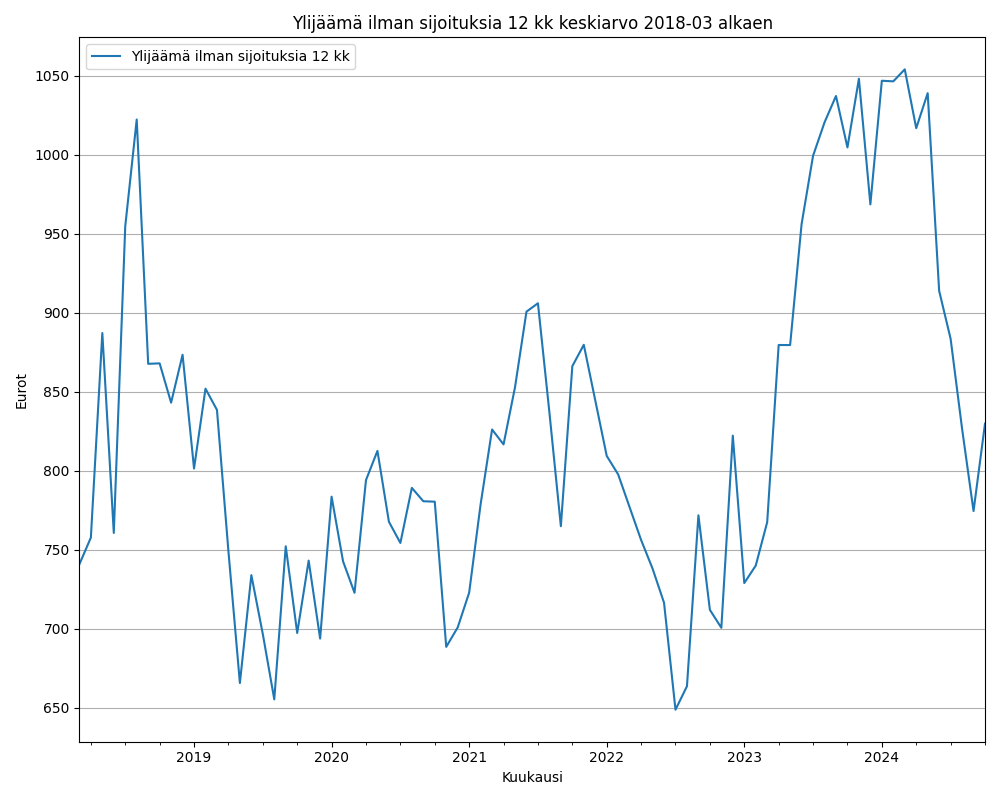 Ylijäämä ilman sijoituksia 12 kk keskiarvo 2018-03 alkaen
Ylijäämä ilman sijoituksia 12 kk
1050
1000
950
900
850
800
750
700
650
Eurot
2019 2020 2021 2022 2023 2024
Kuukausi